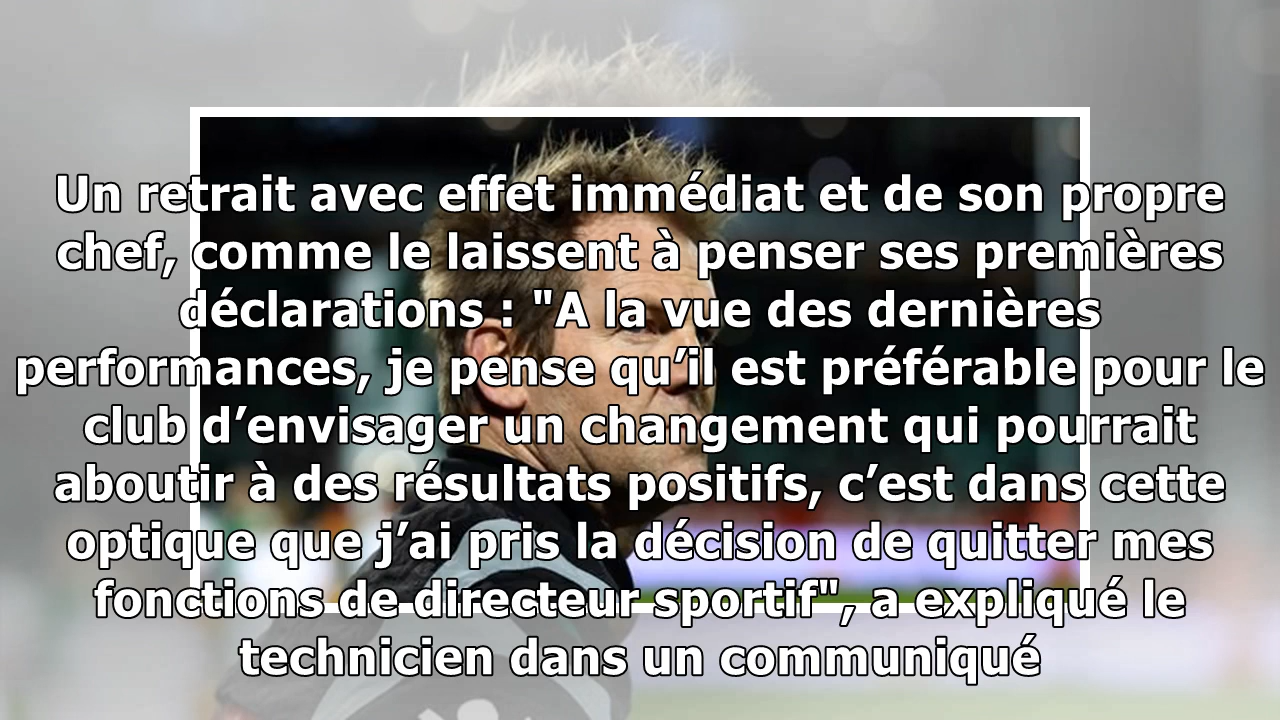 Un retrait avec effet immédiat et de son propre
chef, comme le laissent à penser ses premières
déclarations : "A la vue des dernières
performances, je pense qu’il est préférable pour le
club d’envisager un changement qui pourrait
aboutir à des résultats positifs, c’est dans cette
optique que j’ai pris la décision de quitter mes
fonctions de directeur sportif", a expliqué le
technicien dans un communiqué